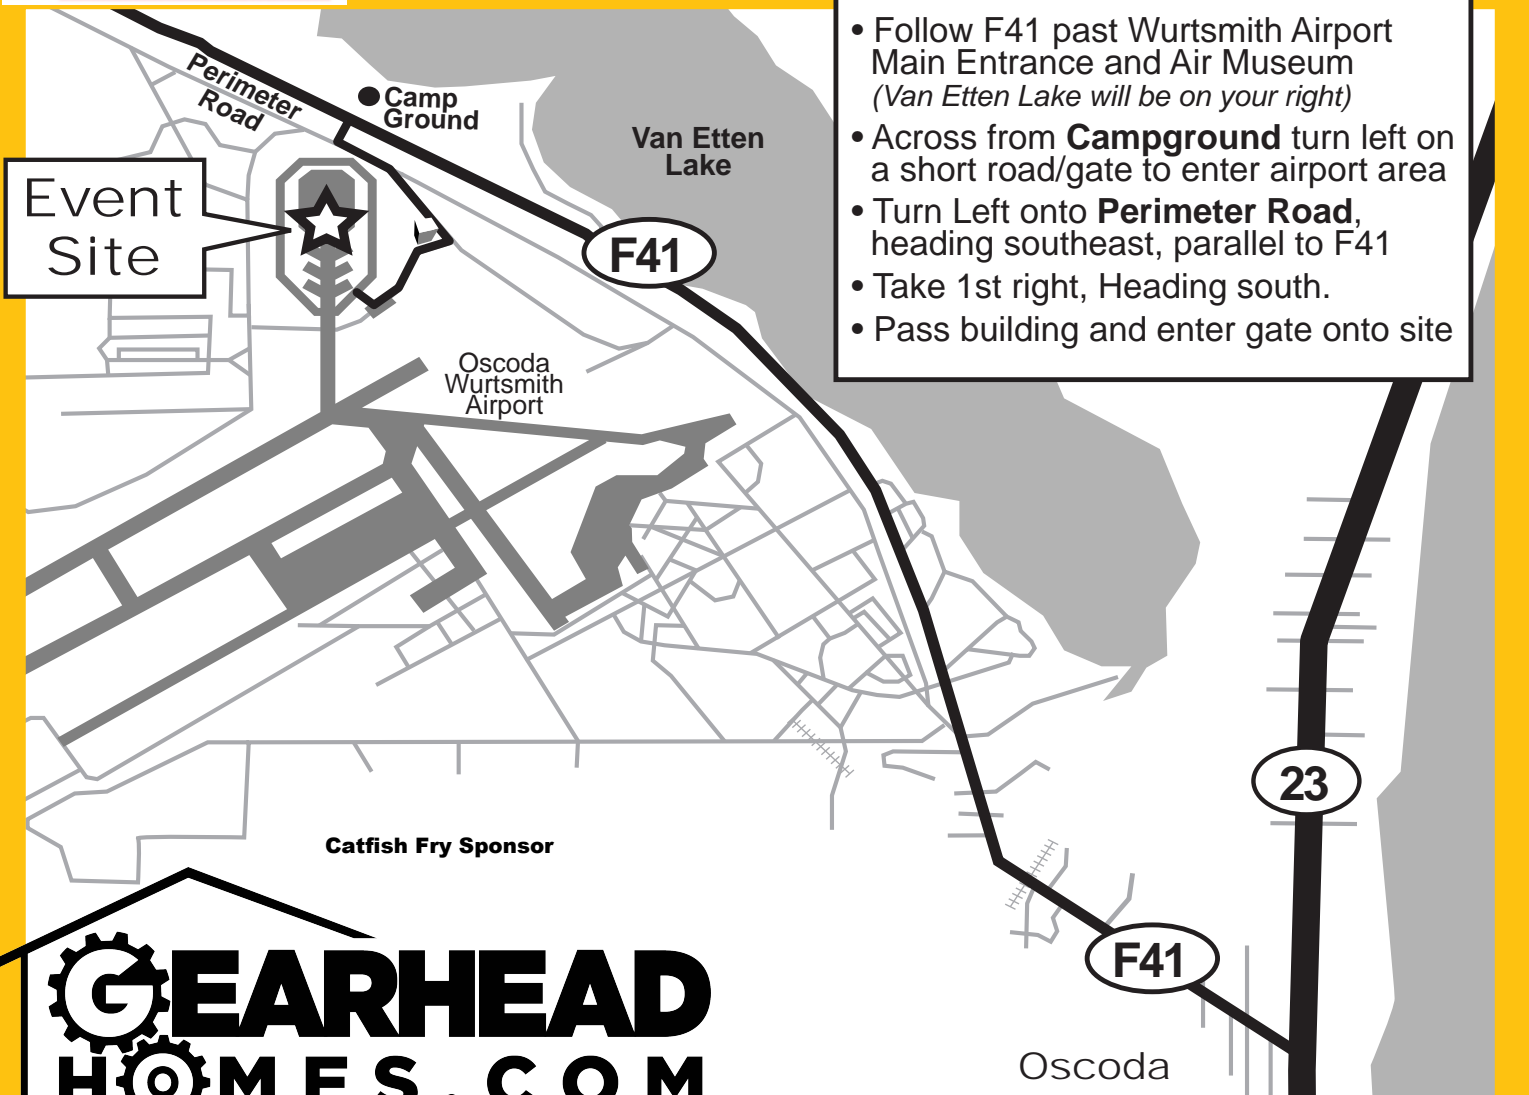 • Follow F41 past Wurtsmith Airport
Main Entrance and Air Museum
(Van Etten Lake will be on your right)
• Across from Campground turn left on
a short road/gate to enter airport area
• Turn Left onto Perimeter Road,
heading southeast, parallel to F41
• Take 1st right, Heading south.
• Pass building and enter gate onto site
Perimeter
Road
Camp
Ground
Van Etten
Lake
Event
Site
F41
Oscoda
Wurtsmith
Airport
23
Catfish Fry Sponsor
F41
GEARHEAD
HOMES.COM
Oscoda